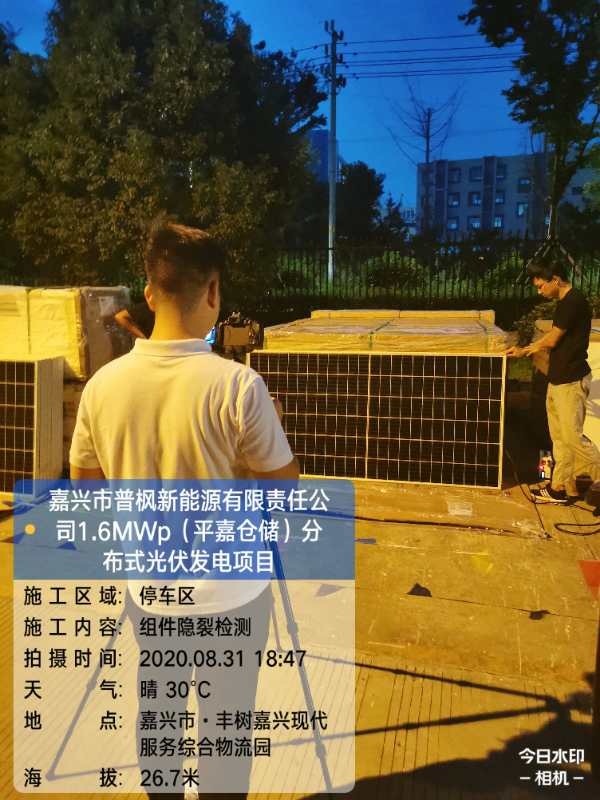 嘉兴市普枫新能源有限责任公
司1.6MWp（平嘉仓储）分
布式光伏发电项目
施工区域：停车区
施工内容：组件隐裂检测
拍摄时间：2020.08.31 18:47
天气：晴 30℃
地点：嘉兴市·丰树嘉兴现代
服务综合物流园
海拔：26.7米
今日水印
-相机-